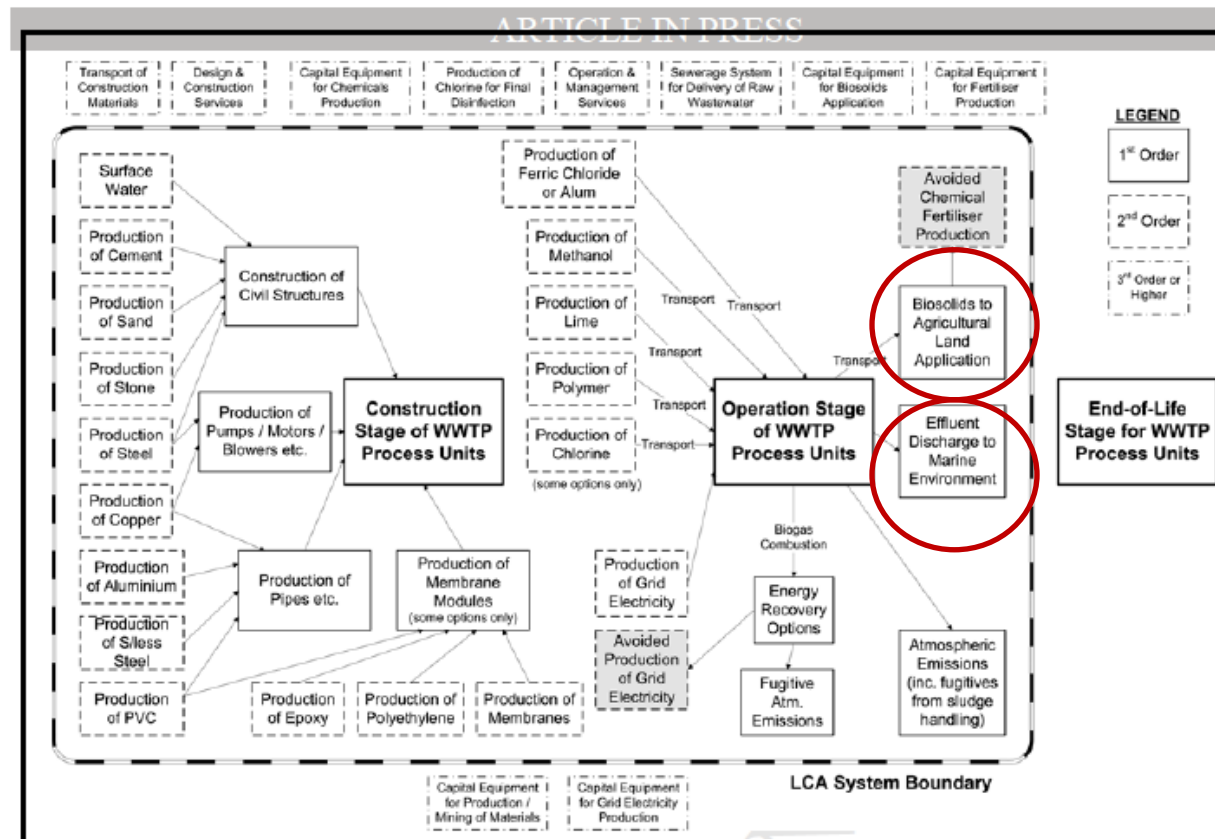 ARTICLE IN PRESS
Transport of
Construction
Materials
Design &
Construction
Services
Capital Equipment
for Chemicals
Production
Production of
Chlorine for Final
Disinfection
Operation &
Management
Services
Sewerage System
for Delivery of Raw
Wastewater
Capital Equipment
for Biosolids
Application
Capital Equipment
for Fertiliser
Production
LEGEND
1st Order
2nd Order
3rd Order or
Higher
Surface
Water
Production
of Cement
Production
of Sand
Production
of Stone
Production
of Steel
Production
of Copper
Production
of Aluminium
Production
of S/less
Steel
Production
of PVC
Construction of
Civil Structures
Production of
Pumps / Motors /
Blowers etc.
Production of
Pipes etc.
Construction
Stage of WWTP
Process Units
Production of
Membrane
Modules
(some options only)
Production
of Epoxy
Production of
Polyethylene
Production of
Membranes
Production of
Ferric Chloride
or Alum
Production of
Methanol
Production of
Lime
Production of
Polymer
Production of
Chlorine
(some options only)
Transport
Transport
Transport
Transport
Transport
Operation Stage
of WWTP
Process Units
Production
of Grid
Electricity
Avoided
Production
of Grid
Electricity
Biogas
Combustion
Energy
Recovery
Options
Fugitive
Atm.
Emissions
Transport
Avoided
Chemical
Fertiliser
Production
Biosolids to
Agricultural
Land
Application
Effluent
Discharge to
Marine
Environment
Atmospheric
Emissions
(inc. fugitives
from sludge
handling)
End-of-Life
Stage for WWTP
Process Units
LCA System Boundary
Capital Equipment
for Production /
Mining of Materials
Capital Equipment
for Grid Electricity
Production